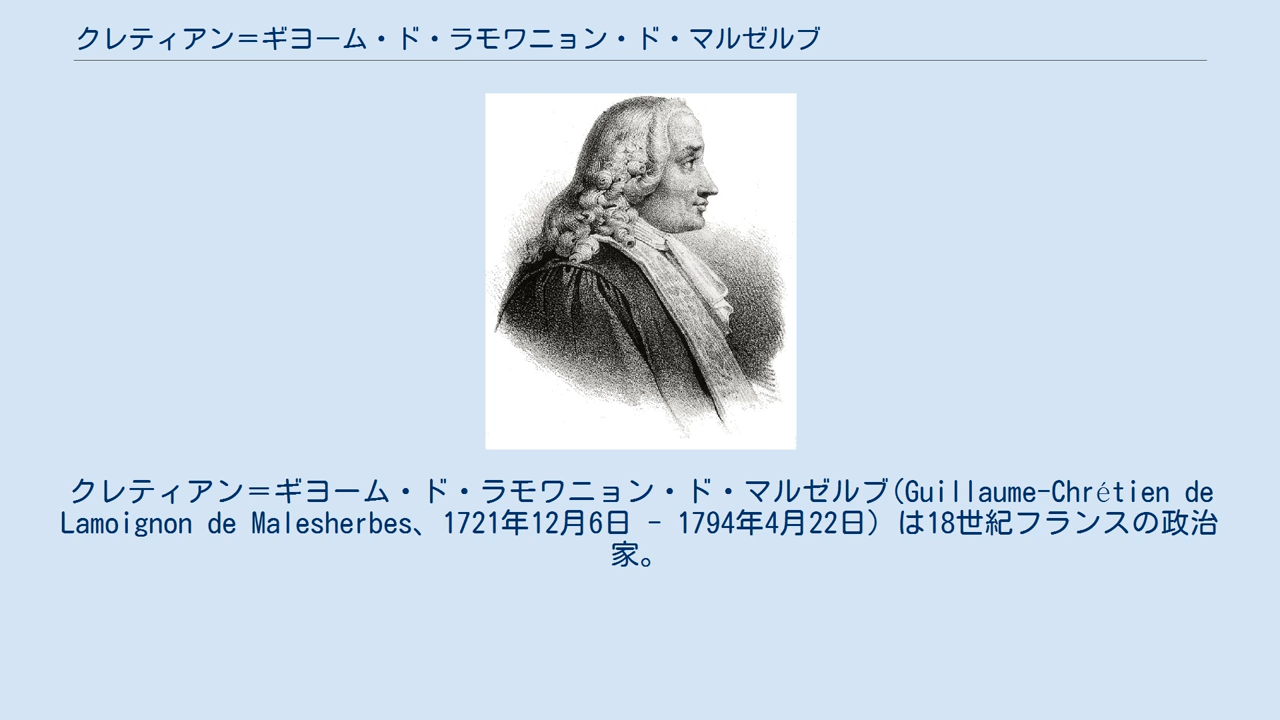 クレティアン＝ギヨーム・ド・ラモワニョン・ド・マルゼルブ
クレティアン＝ギヨーム・ド・ラモワニョン・ド・マルゼルブ(Guillaume-Chrétien de
Lamoignon de Malesherbes、1721年12月6日 - 1794年4月22日）は18世紀フランスの政治
家。